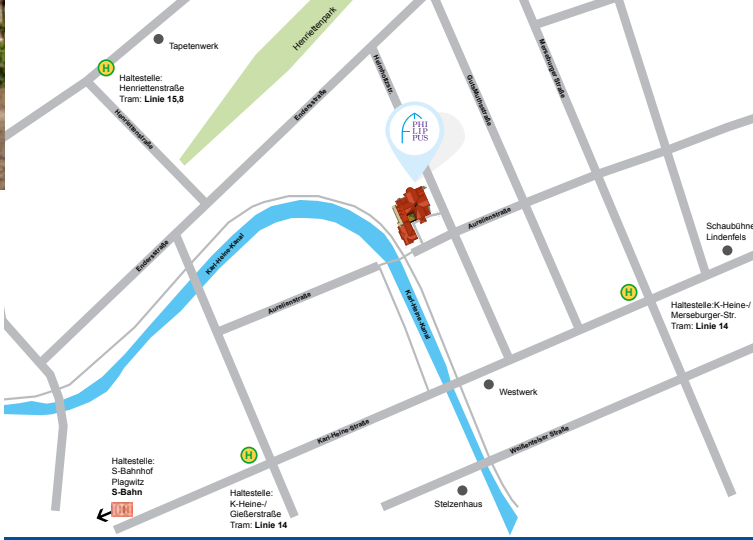 Tapetenwerk
Henriettenpark
H
Haltestelle:
Henriettenstraße
Tram: Linie 15,8
Henriettenstraße
Endersstraße
Helmholtzstr.
GutsMuthsstraße
Merseburger Straße
PHI
LIP
PUS
Aurelienstraße
Schaubühne
Lindenfels
Endersstraße
Karl-Heine-Kanal
Aurelienstraße
Karl-Heine-Kanal
H
Haltestelle:K-Heine-/
Merseburger-Str.
Tram: Linie 14
Westwerk
Karl-Heine-Straße
Weißenfelser Straße
H
Haltestelle:
S-Bahnhof
Plagwitz
S-Bahn
Haltestelle:
K-Heine-/
Gießerstraße
Tram: Linie 14
Stelzenhaus